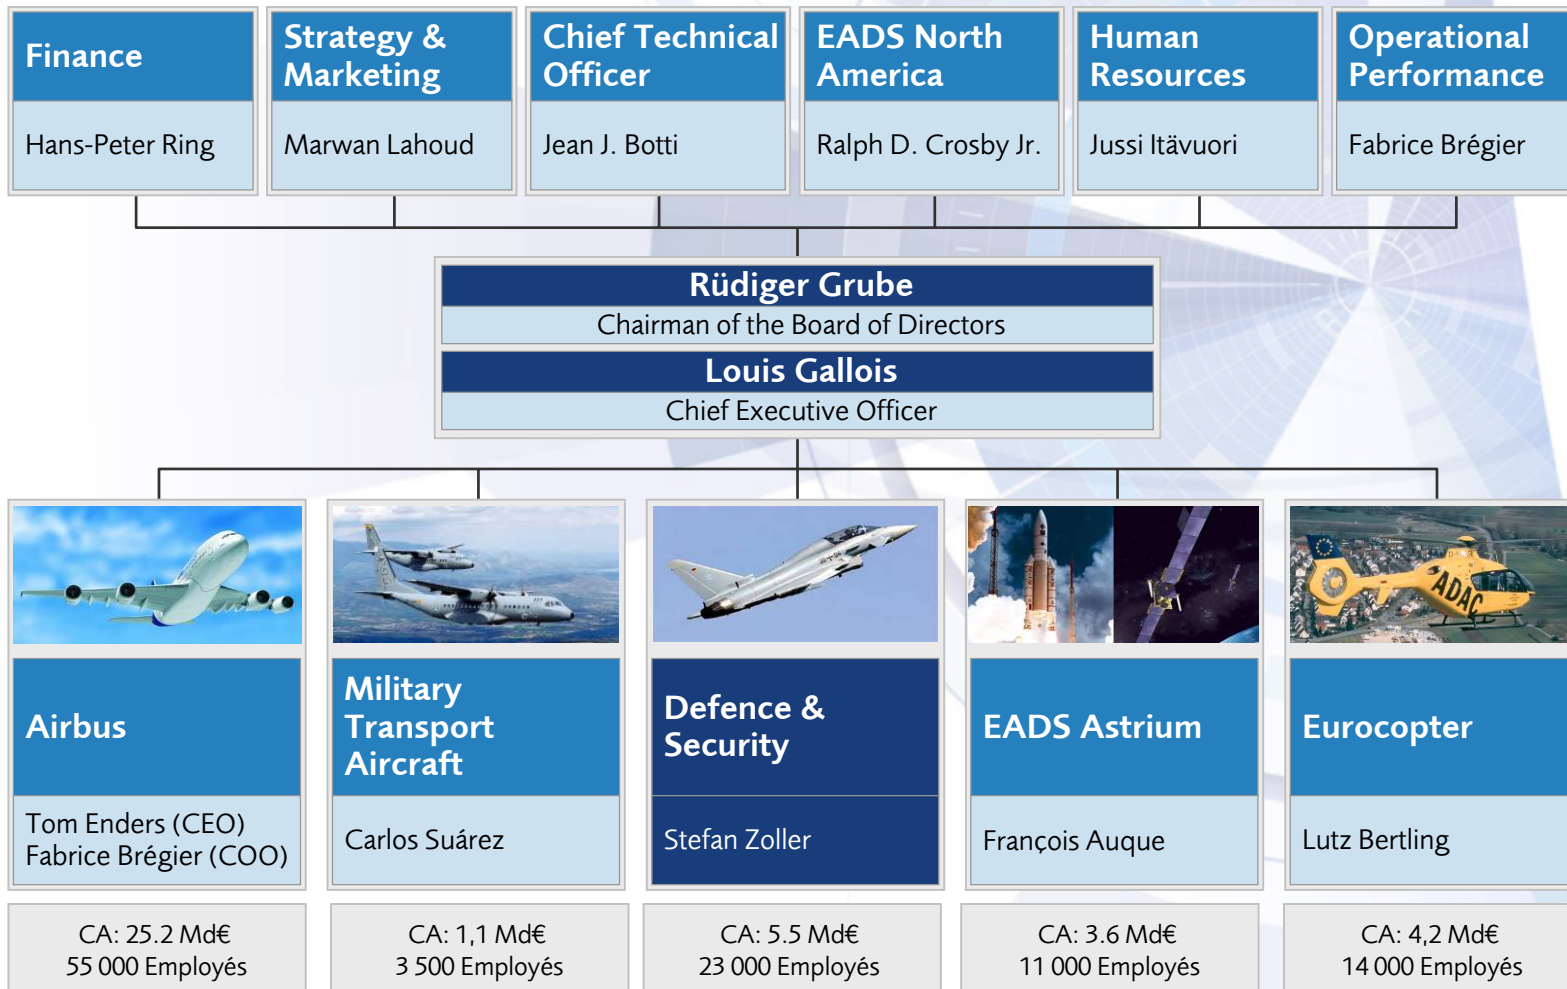 Finance
Strategy &
Marketing
Chief Technical
Officer
EADS North
America
Human
Resources
Operational
Performance
Hans-Peter Ring
Marwan Lahoud
Jean J. Botti
Ralph D. Crosby Jr.
Jussi Itävuori
Fabrice Brégier
Rüdiger Grube
Chairman of the Board of Directors
Louis Gallois
Chief Executive Officer
ADAC
Airbus
Military
Transport
Aircraft
Defence &
Security
EADS Astrium
Eurocopter
Tom Enders (CEO)
Fabrice Brégier (COO)
Carlos Suárez
Stefan Zoller
François Auque
Lutz Bertling
CA: 25.2 Md€
55 000 Employés
CA: 1,1 Md€
3 500 Employés
CA: 5.5 Md€
23 000 Employés
CA: 3.6 Md€
11 000 Employés
CA: 4,2 Md€
14 000 Employés